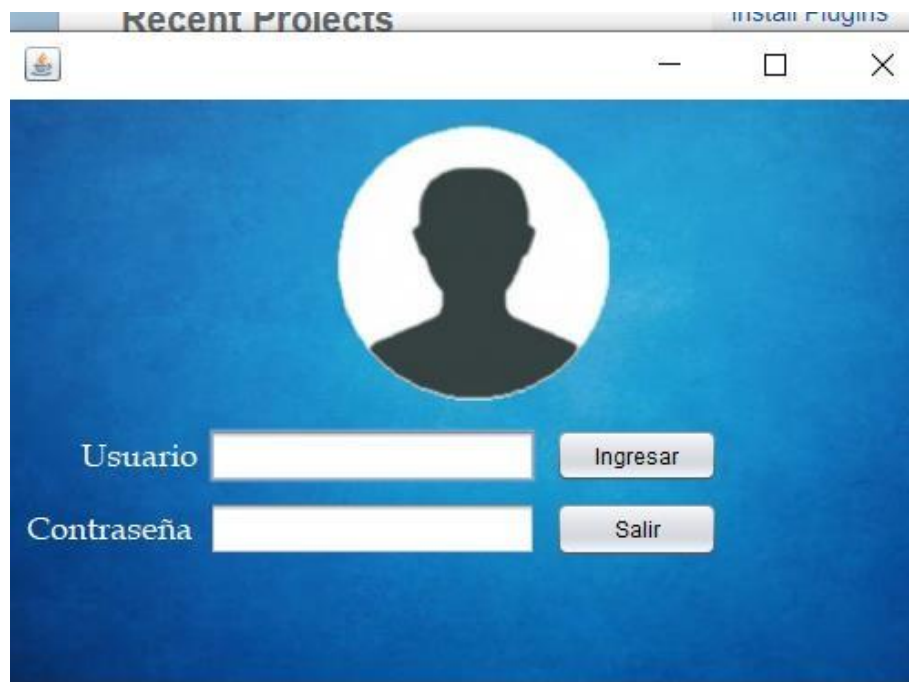 Recent Projects
Install Plugins
Usuario
Ingresar
Contraseña
Salir